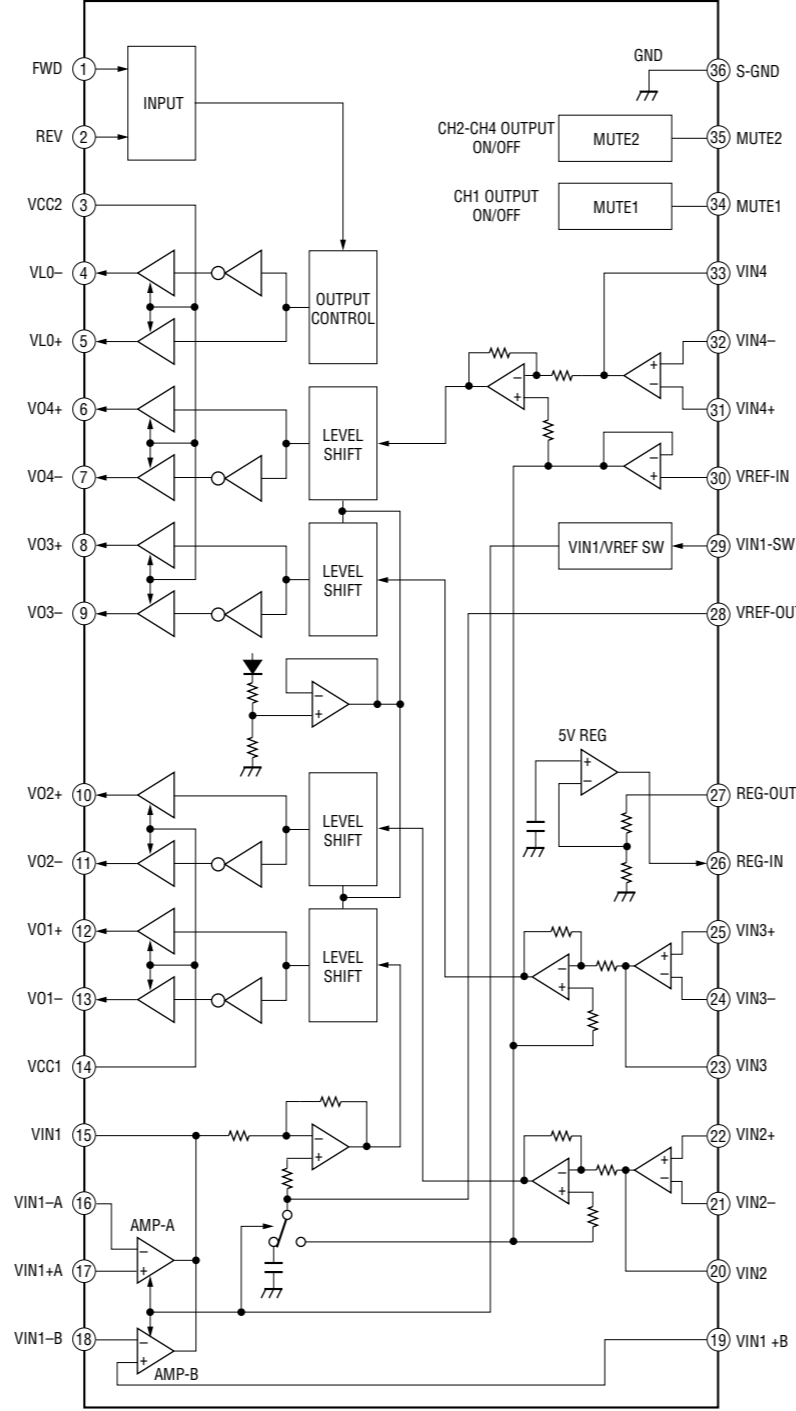 FWD 1
REV 2
VCC2 3
VL0− 4
VL0+ 5
VO4+ 6
VO4− 7
VO3+ 8
VO3− 9
VO2+ 10
VO2− 11
VO1+ 12
VO1− 13
VCC1 14
VIN1 15
VIN1−A 16
VIN1+A 17
VIN1−B 18
INPUT
OUTPUT
CONTROL
LEVEL
SHIFT
LEVEL
SHIFT
LEVEL
SHIFT
LEVEL
SHIFT
− +
− +
AMP-A
− +
− +
AMP-B
GND
CH2-CH4 OUTPUT
ON/OFF
MUTE2
CH1 OUTPUT
ON/OFF
MUTE1
− +
+ −
− +
VIN1/VREF SW
5V REG
+ −
− +
+ −
− +
+ −
36 S-GND
35 MUTE2
34 MUTE1
33 VIN4
32 VIN4−
31 VIN4+
30 VREF-IN
29 VIN1-SW
28 VREF-OUT
27 REG-OUT
26 REG-IN
25 VIN3+
24 VIN3−
23 VIN3
22 VIN2+
21 VIN2−
20 VIN2
19 VIN1 +B